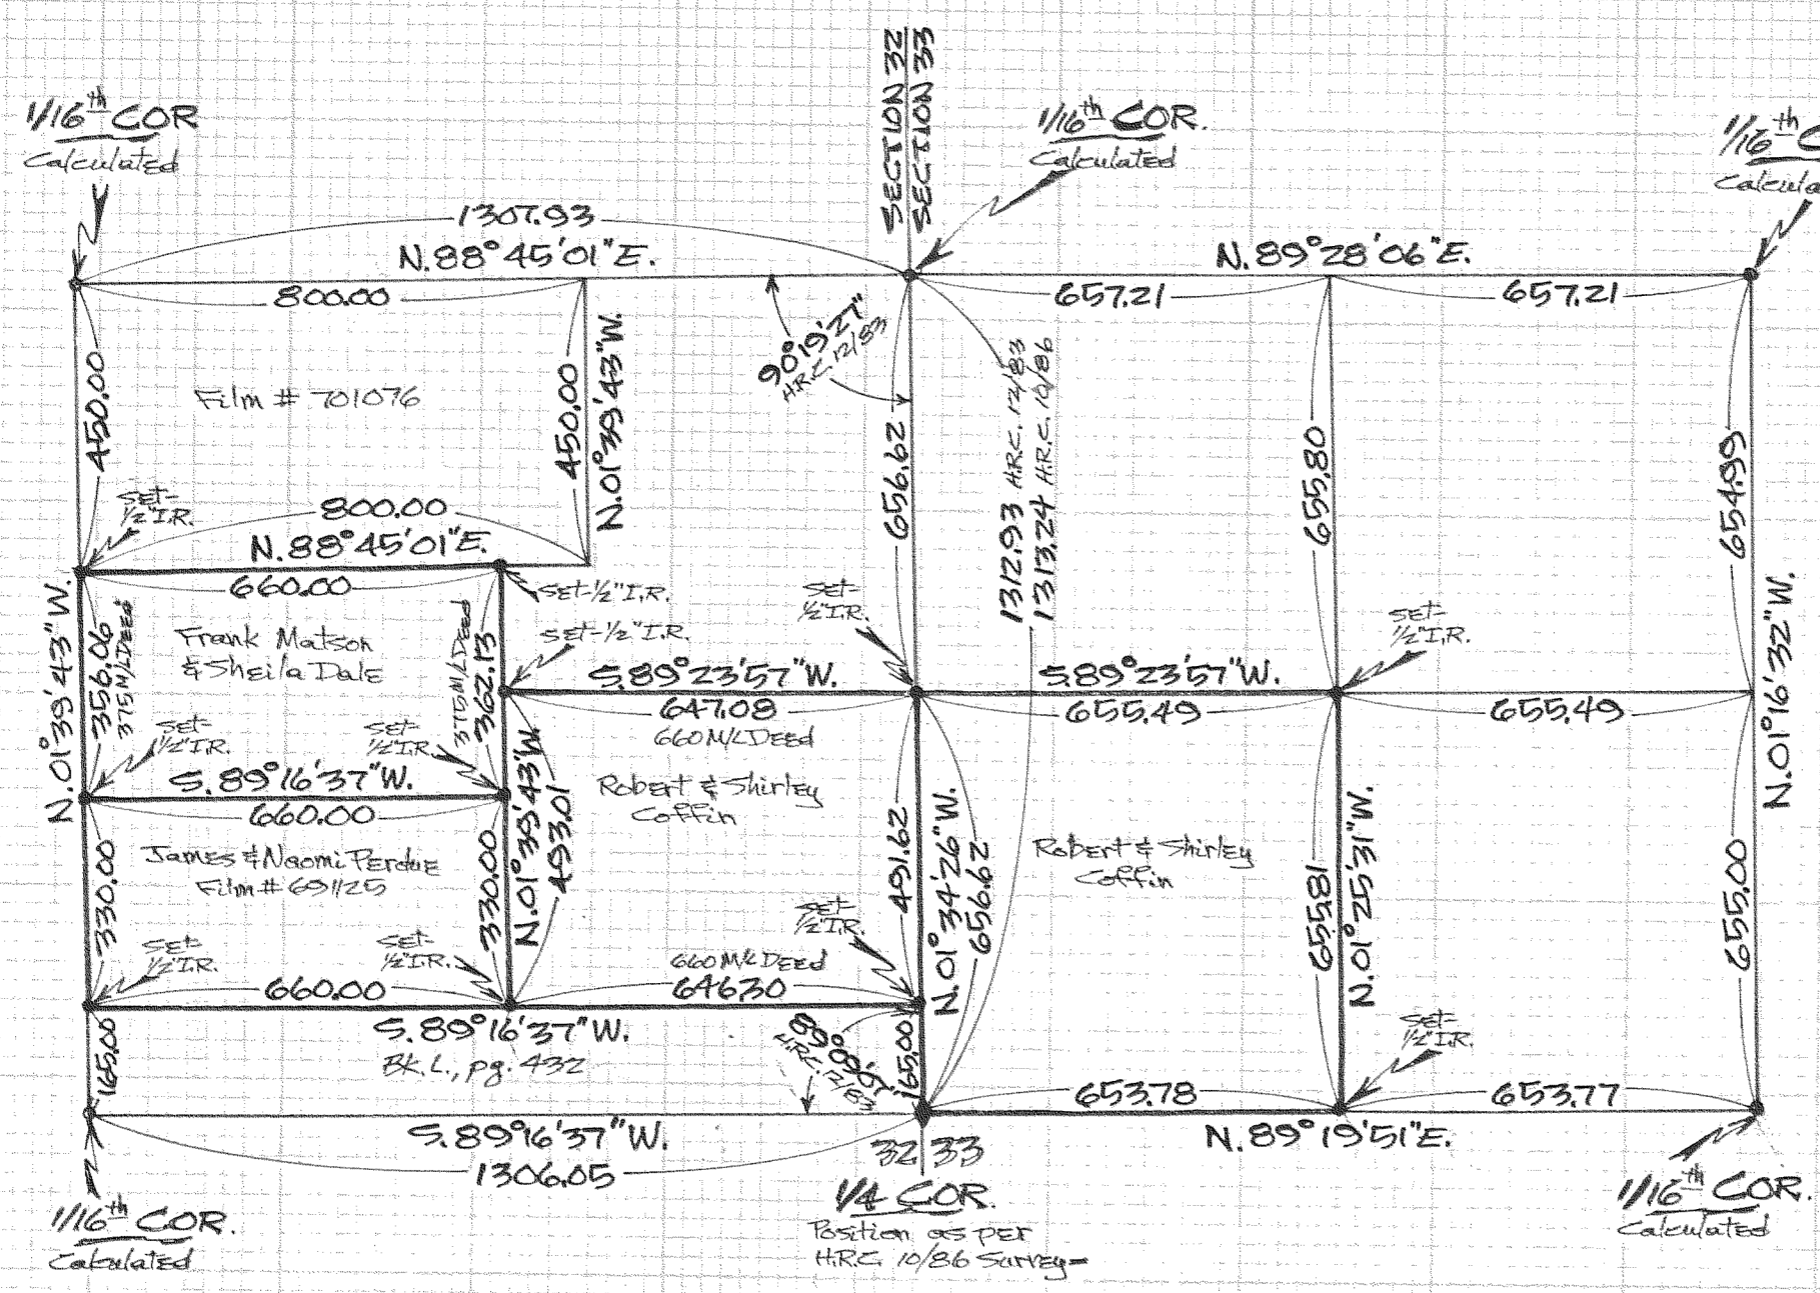 SECTION 32
SECTION 33
1/16th COR
Calculated
1/16th COR.
Calculated
1/16th
1307.93
N.88°45'01"E.
800.00
N.89°28'06"E.
657.21
657.21
90°19'27"
H.R.C. 12/83
450.00
Film # 701076
450.00
N.01°39'43"W.
656.62
1312.93 H.R.C. 12/83
1313.24 H.R.C. 10/86
655.80
654.99
SET-
1/2" I.R.
800.00
N.88°45'01"E.
660.00
SET-1/2" I.R.
SET-1/2" I.R.
SET-
1/2" I.R.
SET-
1/2" I.R.
N.01°39'43"W.
356.06
375 M/L Deed
Frank Matson
& Sheila Dale
375 M/L Deed
362.13
S.89°23'57"W.
647.08
660 M/L Deed
S.89°23'57"W.
655.49
655.49
N.01°16'32"W.
SET-
1/2" I.R.
SET-
1/2" I.R.
S.89°16'37"W.
660.00
Robert & Shirley
Coffin
N.01°39'43"W.
493.01
330.00
James & Naomi Perdue
Film # 691125
330.00
491.62
N.01°34'26"W.
656.62
Robert & Shirley
Coffin
655.81
N.01°25'31"W.
655.00
SET-
1/2" I.R.
SET-
1/2" I.R.
SET-
1/2" I.R.
660.00
660 M/L Deed
646.30
S.89°16'37"W.
Bk. L., pg. 432
165.00
H.R.C. 12/83
165.00
SET-
1/2" I.R.
653.78
653.77
S.89°16'37"W.
1306.05
N.89°19'51"E.
32 33
1/4 COR.
Position as per
H.R.C. 10/86 Survey-
1/16th COR.
Calculated
1/16th COR.
Calculated